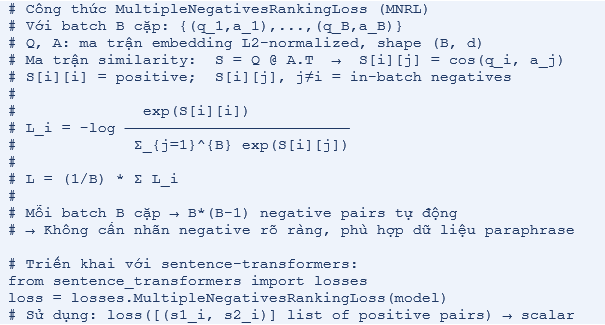 # Công thức MultipleNegativesRankingLoss (MNRL)
# Với batch B cặp: {(q_1,a_1),...,(q_B,a_B)}
# Q, A: ma trận embedding L2-normalized, shape (B, d)
# Ma trận similarity:  S = Q @ A.T  →  S[i][j] = cos(q_i, a_j)
# S[i][i] = positive;  S[i][j], j≠i = in-batch negatives
#
#               exp(S[i][i])
# L_i = -log ──────────────────────────
#              Σ_{j=1}^{B} exp(S[i][j])
#
# L = (1/B) * Σ L_i
#
# Mỗi batch B cặp → B*(B-1) negative pairs tự động
# → Không cần nhãn negative rõ ràng, phù hợp dữ liệu paraphrase

# Triển khai với sentence-transformers:
from sentence_transformers import losses
loss = losses.MultipleNegativesRankingLoss(model)
# Sử dụng: loss([(s1_i, s2_i)] list of positive pairs) → scalar